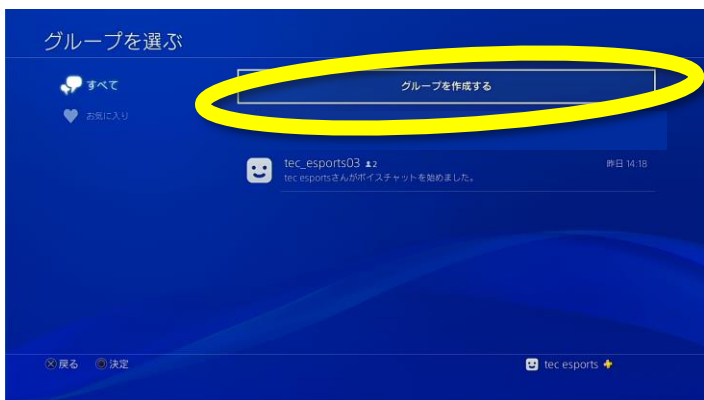 グループを選ぶ
すべて
お気に入り
グループを作成する
tec_esports03 2
昨日 14:18
tec esportsさんがボイスチャットを始めました。
戻る 決定
tec esports